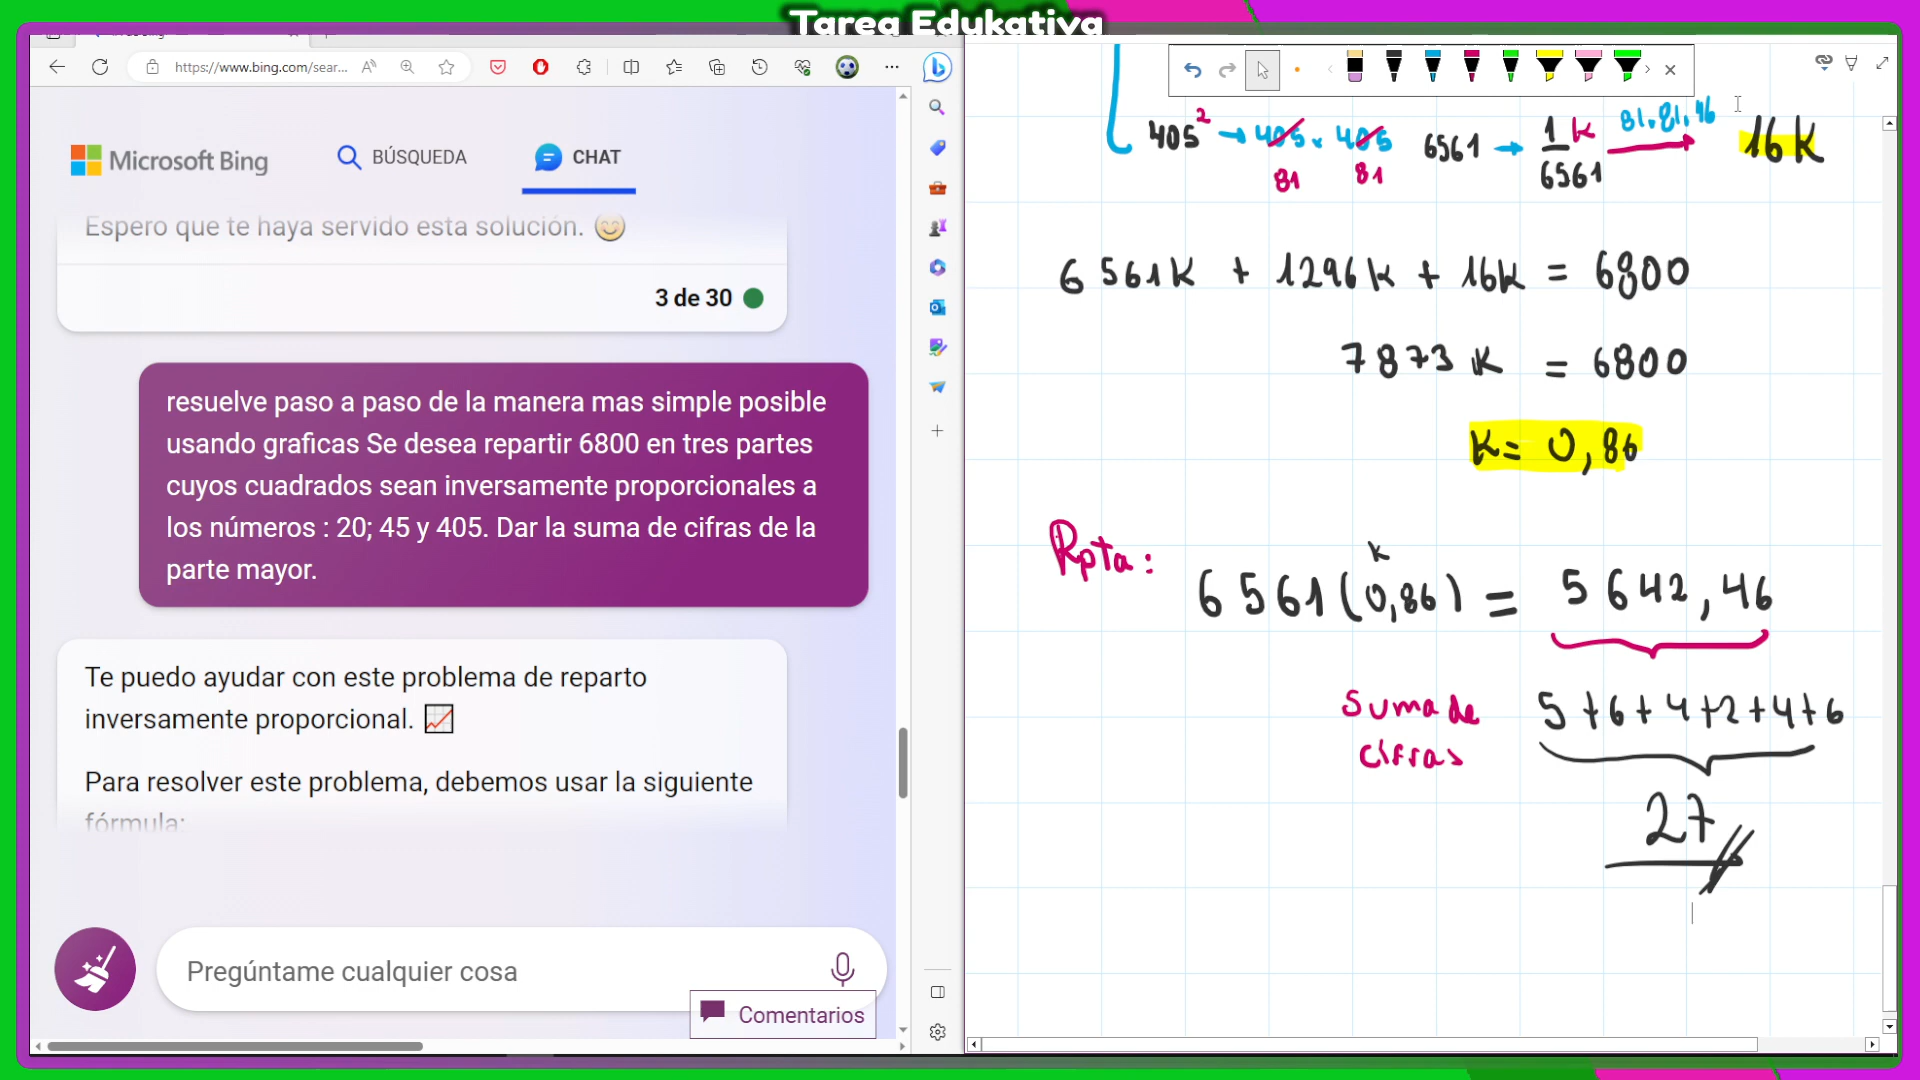 Tarea Edukativa
https://www.bing.com/sear...
Microsoft Bing
BÚSQUEDA
CHAT
Espero que te haya servido esta solución. 😊
3 de 30
resuelve paso a paso de la manera mas simple posible
usando graficas Se desea repartir 6800 en tres partes
cuyos cuadrados sean inversamente proporcionales a
los números : 20; 45 y 405. Dar la suma de cifras de la
parte mayor.
Te puedo ayudar con este problema de reparto
inversamente proporcional. 📈
Para resolver este problema, debemos usar la siguiente
fórmula:
Pregúntame cualquier cosa
Comentarios
81.81.46
405² → 405 . 405 6561 → 1 k 16k
81 81 6561
6561k + 1296k + 16k = 6800
7873 k = 6800
k = 0,86
Rpta:
k
6561(0,86) = 5642,46
Suma de 5+6+4+2+4+6
cifras
27